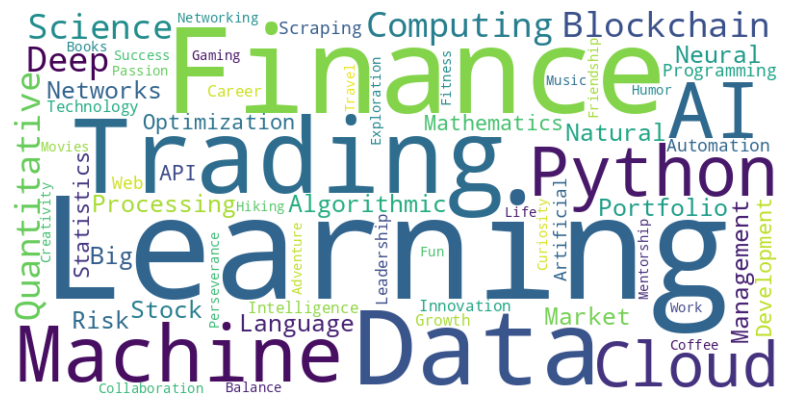 Science
Networking
Scraping
Computing
Blockchain
Books
Deep
Success
Passion
Finance
Gaming
Friendship
Neural
Programming
Networks
Career
Travel
Exploration
Fitness
Music
Humor
AI
Technology
Quantitative
Optimization
Mathematics
Natural
Automation
Movies
Trading
Python
API
Web
Statistics
Creativity
Processing
Hiking
Algorithmic
Life
Curiosity
Artificial
Portfolio
Learning
Big
Perseverance
Adventure
Leadership
Fun
Mentorship
Management
Development
Risk
Stock
Intelligence
Innovation
Work
Language
Growth
Market
Machine
Data
Cloud
Coffee
Collaboration
Balance